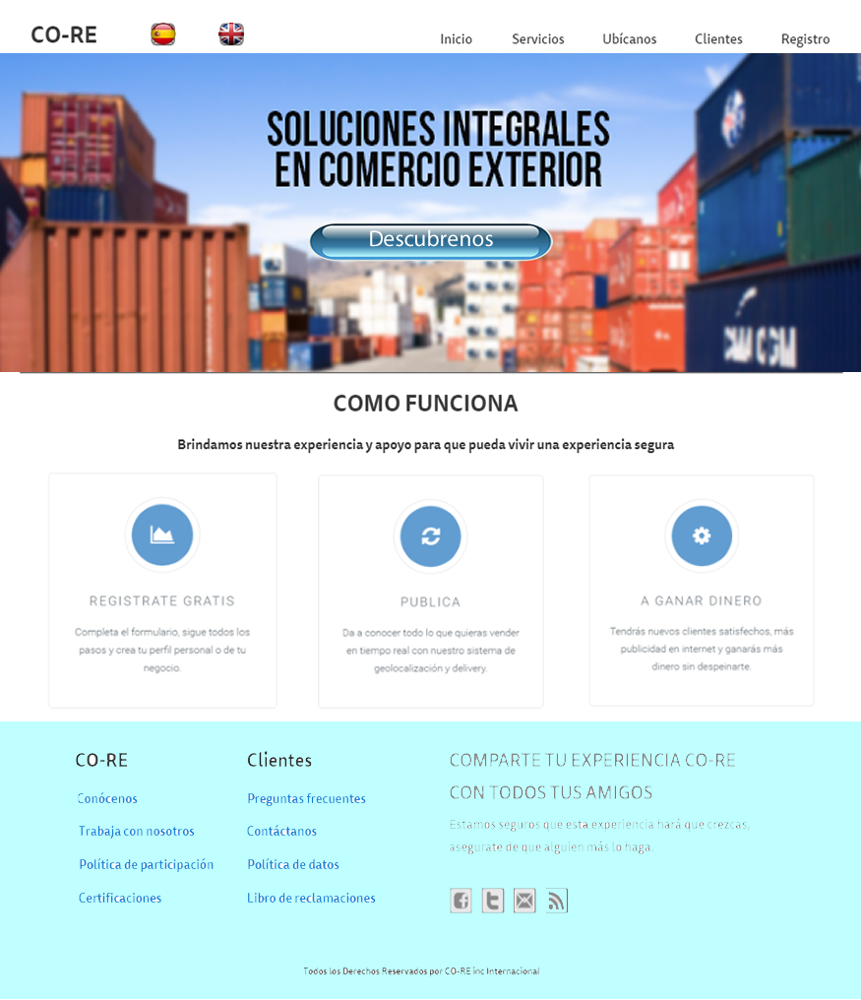 CO-RE
Inicio Servicios Ubícanos Clientes Registro
SOLUCIONES INTEGRALES
EN COMERCIO EXTERIOR
Descubrenos
CMA CGM
COMO FUNCIONA
Brindamos nuestra experiencia y apoyo para que pueda vivir una experiencia segura
REGISTRATE GRATIS
Completa el formulario, sigue todos los
pasos y crea tu perfil personal o de tu
negocio.
PUBLICA
Da a conocer todo lo que quieras vender
en tiempo real con nuestro sistema de
geolocalización y delivery.
A GANAR DINERO
Tendrás nuevos clientes satisfechos, más
publicidad en internet y ganarás más
dinero sin despeinarte.
CO-RE
Conócenos
Trabaja con nosotros
Política de participación
Certificaciones
Clientes
Preguntas frecuentes
Contáctanos
Política de datos
Libro de reclamaciones
COMPARTE TU EXPERIENCIA CO-RE
CON TODOS TUS AMIGOS
Estamos seguros que esta experiencia hará que crezcas,
asegurate de que alguien más lo haga.
Todos los Derechos Reservados por CO-RE inc Internacional